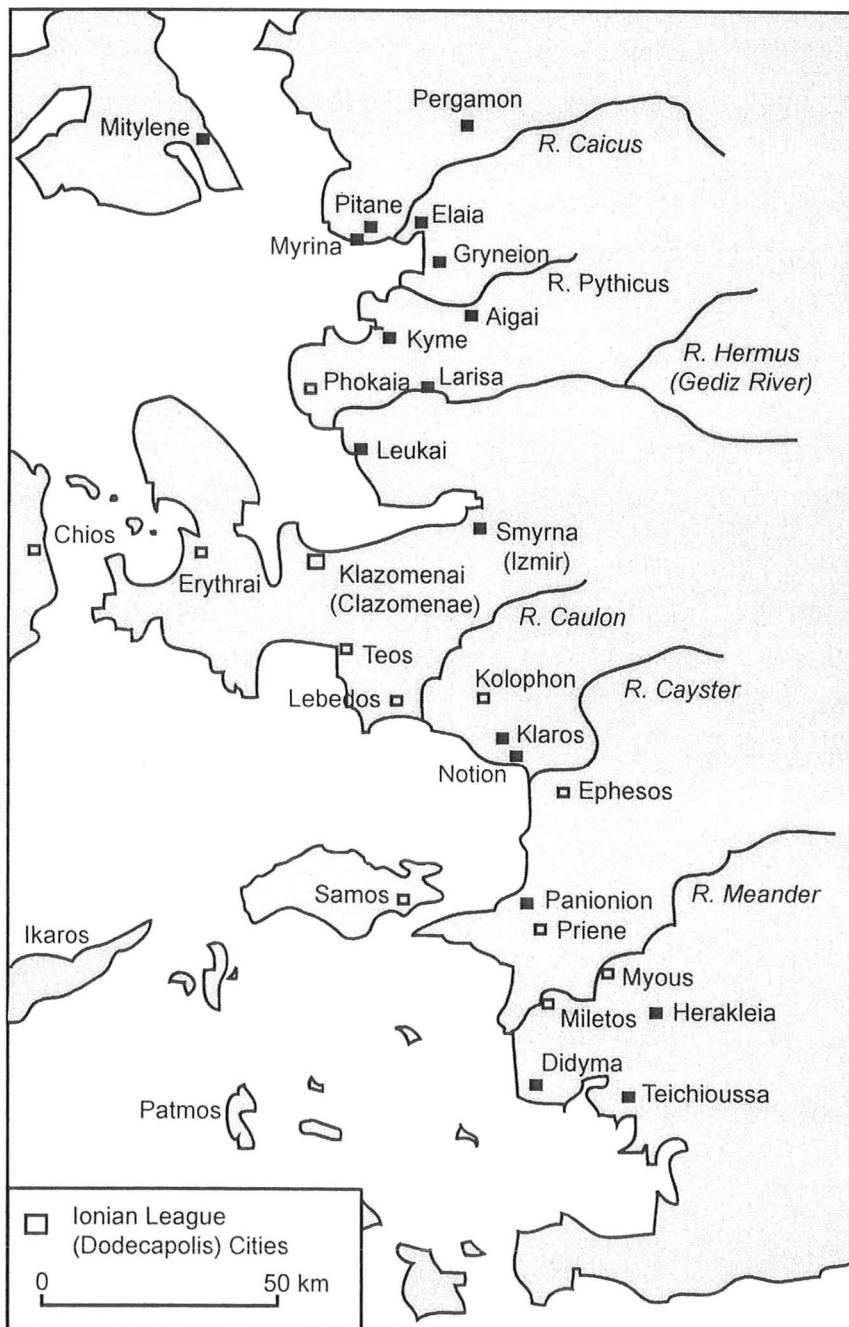 Pergamon
Mitylene
R. Caicus
Pitane
Elaia
Myrina
Gryneion
R. Pythicus
Aigai
Kyme
R. Hermus
(Gediz River)
Phokaia
Larisa
Leukai
Chios
Smyrna
(Izmir)
Erythrai
Klazomenai
(Clazomenae)
R. Caulon
Teos
Kolophon
R. Cayster
Lebedos
Klaros
Notion
Ephesos
Samos
Panionion
R. Meander
Priene
Ikaros
Myous
Miletos
Herakleia
Didyma
Teichioussa
Patmos
Ionian League
(Dodecapolis) Cities
0 50 km